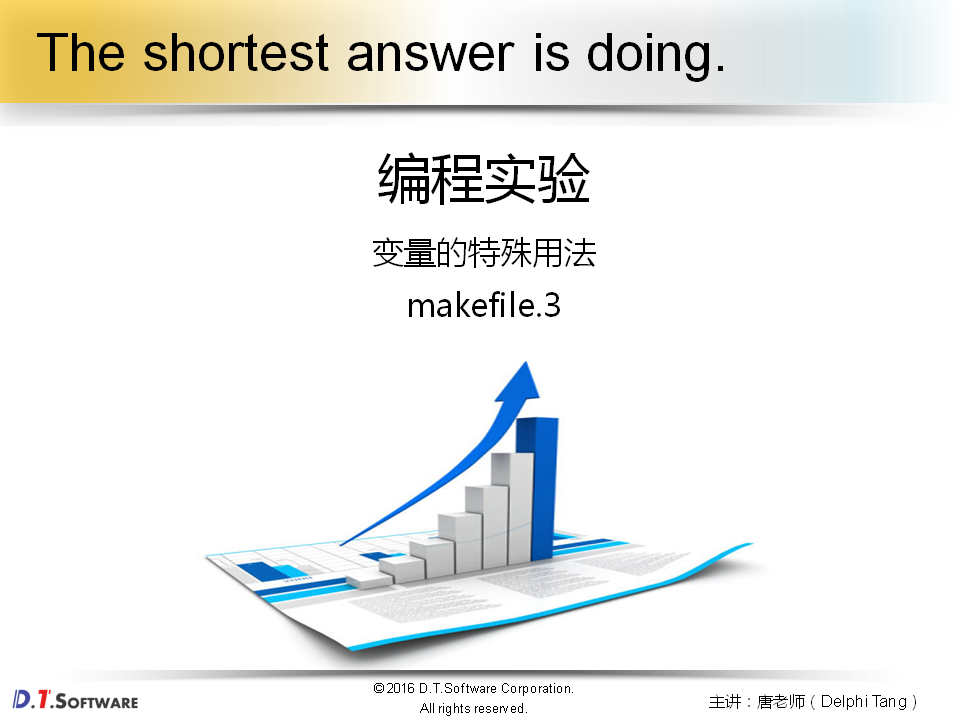 The shortest answer is doing.
编程实验
变量的特殊用法
makefile.3
2009
D.T.SOFTWARE
© 2016 D.T.Software Corporation.
All rights reserved.
主讲：唐老师（Delphi Tang）